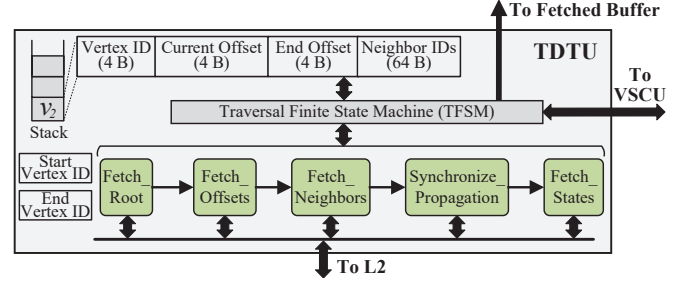 To Fetched Buffer
TDTU
Vertex ID
(4 B)
Current Offset
(4 B)
End Offset
(4 B)
Neighbor IDs
(64 B)
To
VSCU
v2
Stack
Traversal Finite State Machine (TFSM)
Start
Vertex ID
End
Vertex ID
Fetch_
Root
Fetch_
Offsets
Fetch_
Neighbors
Synchronize_
Propagation
Fetch_
States
To L2